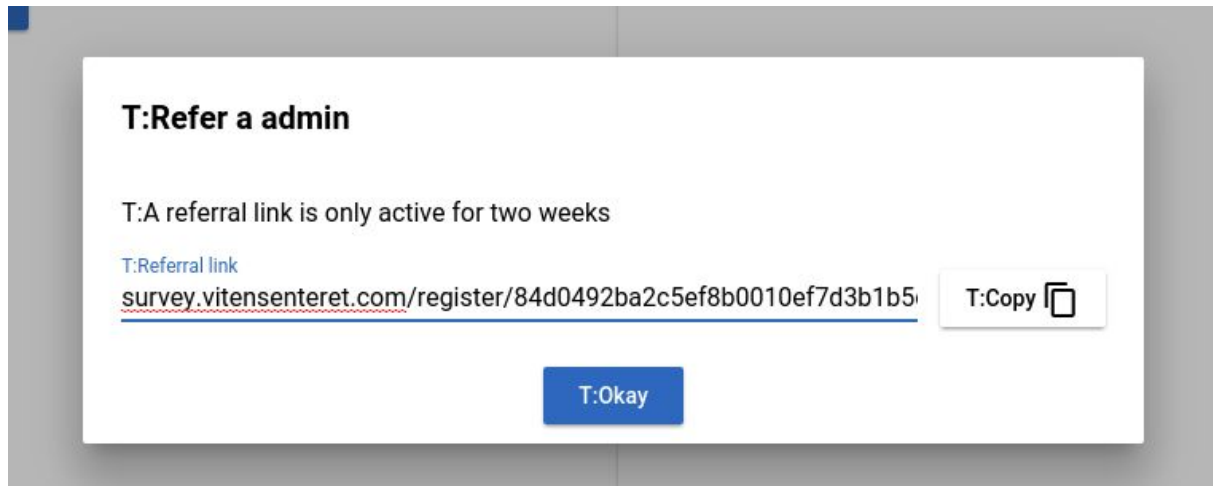 T:Refer a admin
T:A referral link is only active for two weeks
T:Referral link
survey.vitensenteret.com/register/84d0492ba2c5ef8b0010ef7d3b1b5
T:Copy
T:Okay